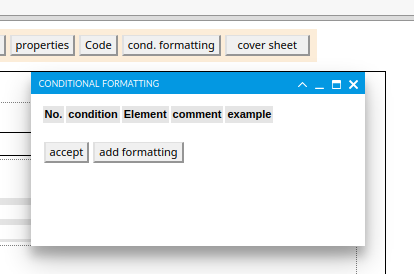 properties Code cond. formatting cover sheet
CONDITIONAL FORMATTING
No. condition Element comment example
accept add formatting